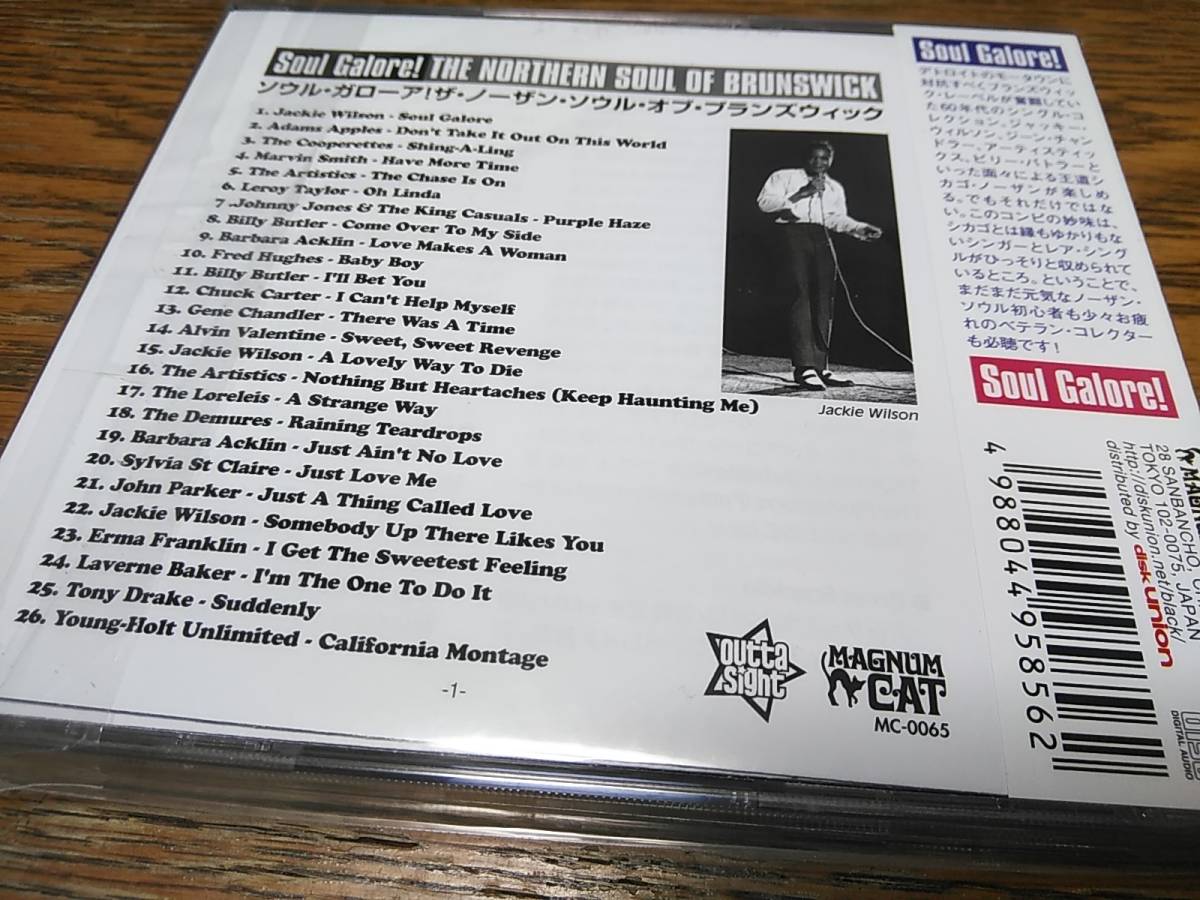 Soul Galore! THE NORTHERN SOUL OF BRUNSWICK
ソウル・ガローア!ザ・ノーザン・ソウル・オブ・ブランズウィック
1. Jackie Wilson - Soul Galore
2. Adams Apples - Don't Take It Out On This World
3. The Cooperettes - Shing-A-Ling
4. Marvin Smith - Have More Time
5. The Artistics - The Chase Is On
6. Leroy Taylor - Oh Linda
7. Johnny Jones & The King Casuals - Purple Haze
8. Billy Butler - Come Over To My Side
9. Barbara Acklin - Love Makes A Woman
10. Fred Hughes - Baby Boy
11. Billy Butler - I'll Bet You
12. Chuck Carter - I Can't Help Myself
13. Gene Chandler - There Was A Time
14. Alvin Valentine - Sweet, Sweet Revenge
15. Jackie Wilson - A Lovely Way To Die
16. The Artistics - Nothing But Heartaches (Keep Haunting Me)
17. The Loreleis - A Strange Way
18. The Demures - Raining Teardrops
19. Barbara Acklin - Just Ain't No Love
20. Sylvia St Claire - Just Love Me
21. John Parker - Just A Thing Called Love
22. Jackie Wilson - Somebody Up There Likes You
23. Erma Franklin - I Get The Sweetest Feeling
24. Laverne Baker - I'm The One To Do It
25. Tony Drake - Suddenly
26. Young-Holt Unlimited - California Montage
-1-
Jackie Wilson
outta Sight
MAGNUM CAT
MC-0065
Soul Galore!
デトロイトのモータウンに
対抗すべくブランズウィッ
ク・レーベルが奮闘してい
た60年代のシングル・コ
レクション。ジャッキー・
ウィルソン、ジーン・チャン
ドラー、アーティスティッ
クス、ビリー・バトラーと
いった面々による王道シ
カゴ・ノーザンが楽しめ
る。でもそれだけではな
い。このコンピの妙味は、
シカゴとは縁もゆかりもな
いシンガーとレア・シング
ルがひっそりと収められて
いるところ。ということで、
まだまだ元気なノーザン・
ソウル初心者も少々お疲
れのベテラン・コレクター
も必聴です!
Soul Galore!
28 SANBANCHO,
TOKYO 102-0075, JAPAN
http://diskunion.net/black/
distributed by disk union
4 988044 958562
DIGITAL AUDIO